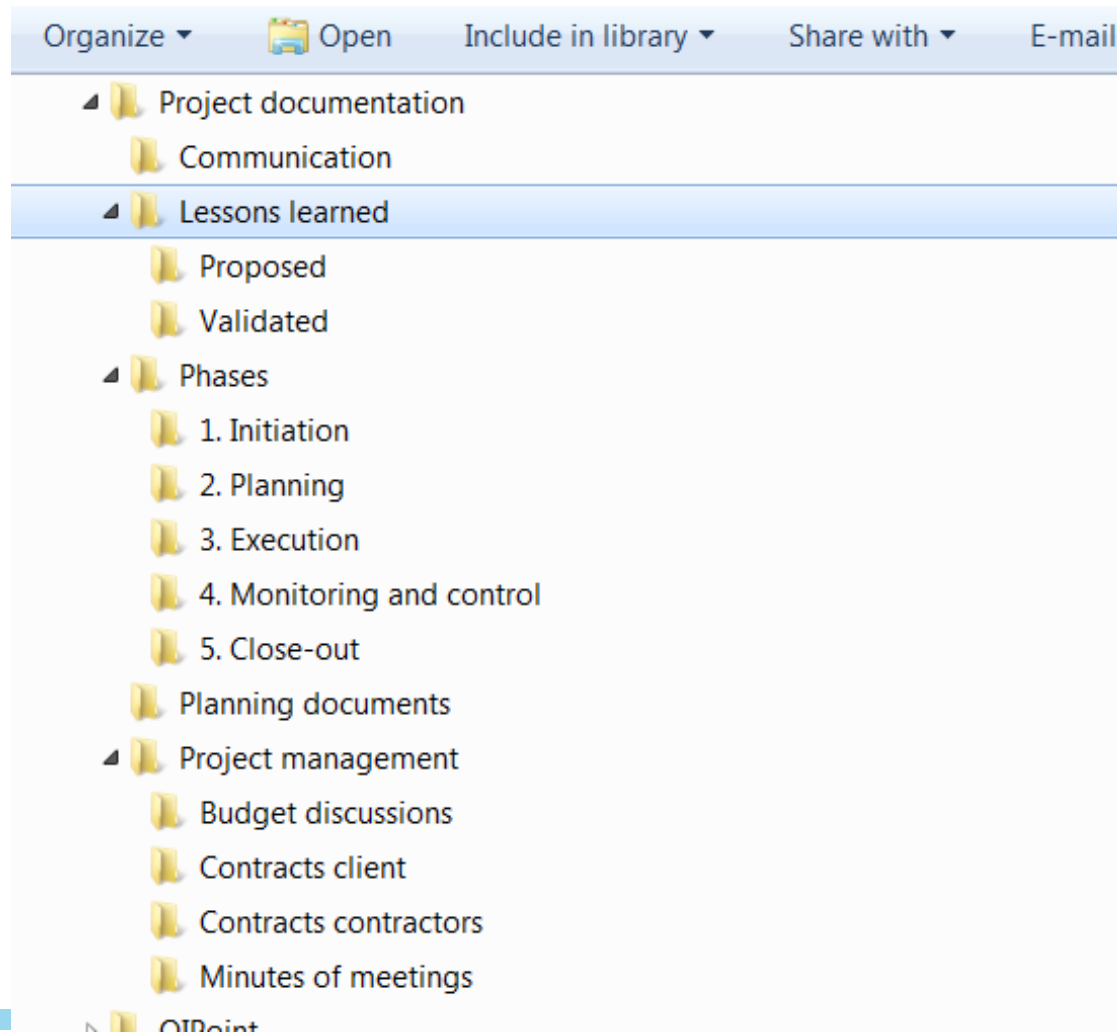 Organize Open Include in library Share with E-mail
Project documentation
Communication
Lessons learned
Proposed
Validated
Phases
1. Initiation
2. Planning
3. Execution
4. Monitoring and control
5. Close-out
Planning documents
Project management
Budget discussions
Contracts client
Contracts contractors
Minutes of meetings